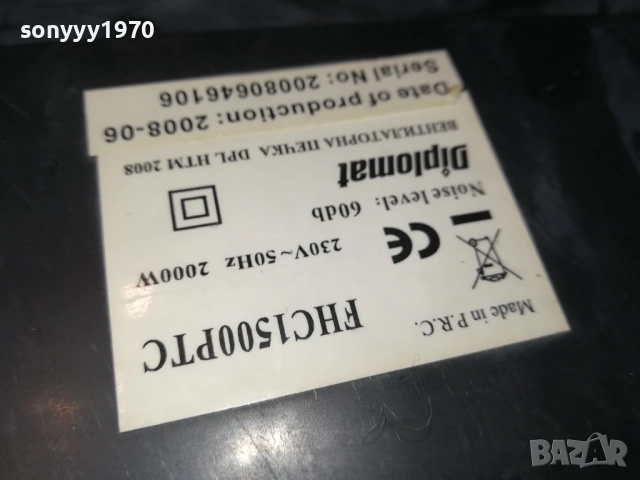 sonyyy1970
Made in P.R.C.
FHC1500PTC
230V~50Hz 2000W
CE
Noise level: 60db
Diplomat
ВЕНТИЛАТОРНА ПЕЧКА DPL HTM 2008
Date of production: 2008-06
Serial No: 20080646106
BAZAR